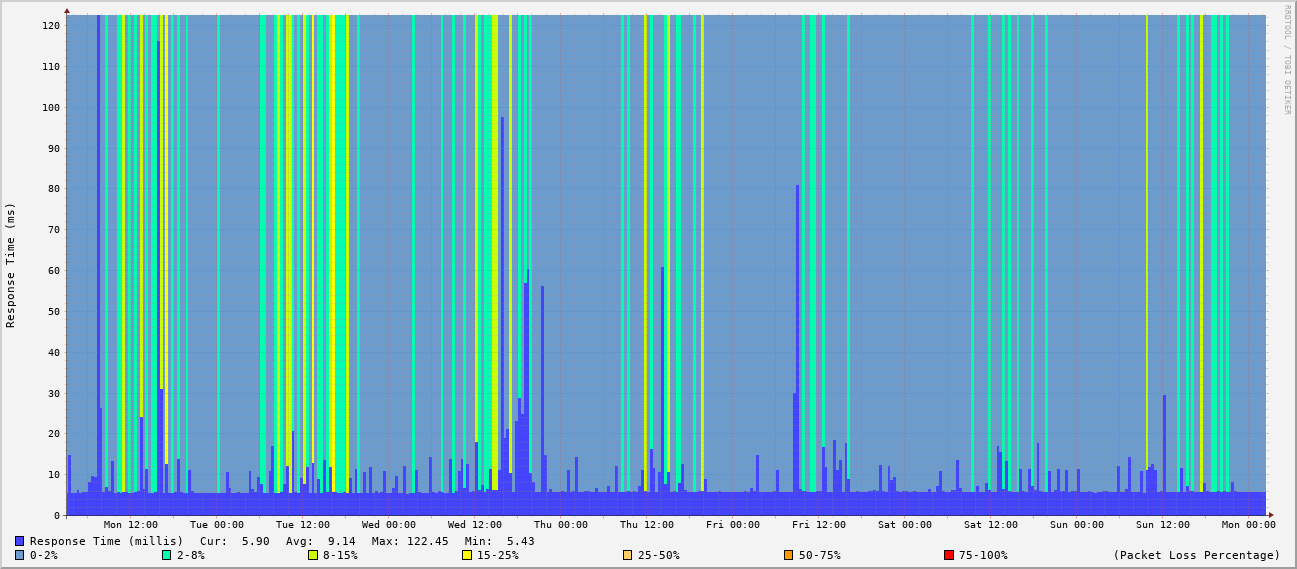 RRDTOOL / TOBI OETIKER
Response Time (ms)
120
110
100
90
80
70
60
50
40
30
20
10
0
Mon 12:00 Tue 00:00 Tue 12:00 Wed 00:00 Wed 12:00 Thu 00:00 Thu 12:00 Fri 00:00 Fri 12:00 Sat 00:00 Sat 12:00 Sun 00:00 Sun 12:00 Mon 00:00
Response Time (millis) Cur: 5.90 Avg: 9.14 Max: 122.45 Min: 5.43
0-2% 2-8% 8-15% 15-25% 25-50% 50-75% 75-100% (Packet Loss Percentage)